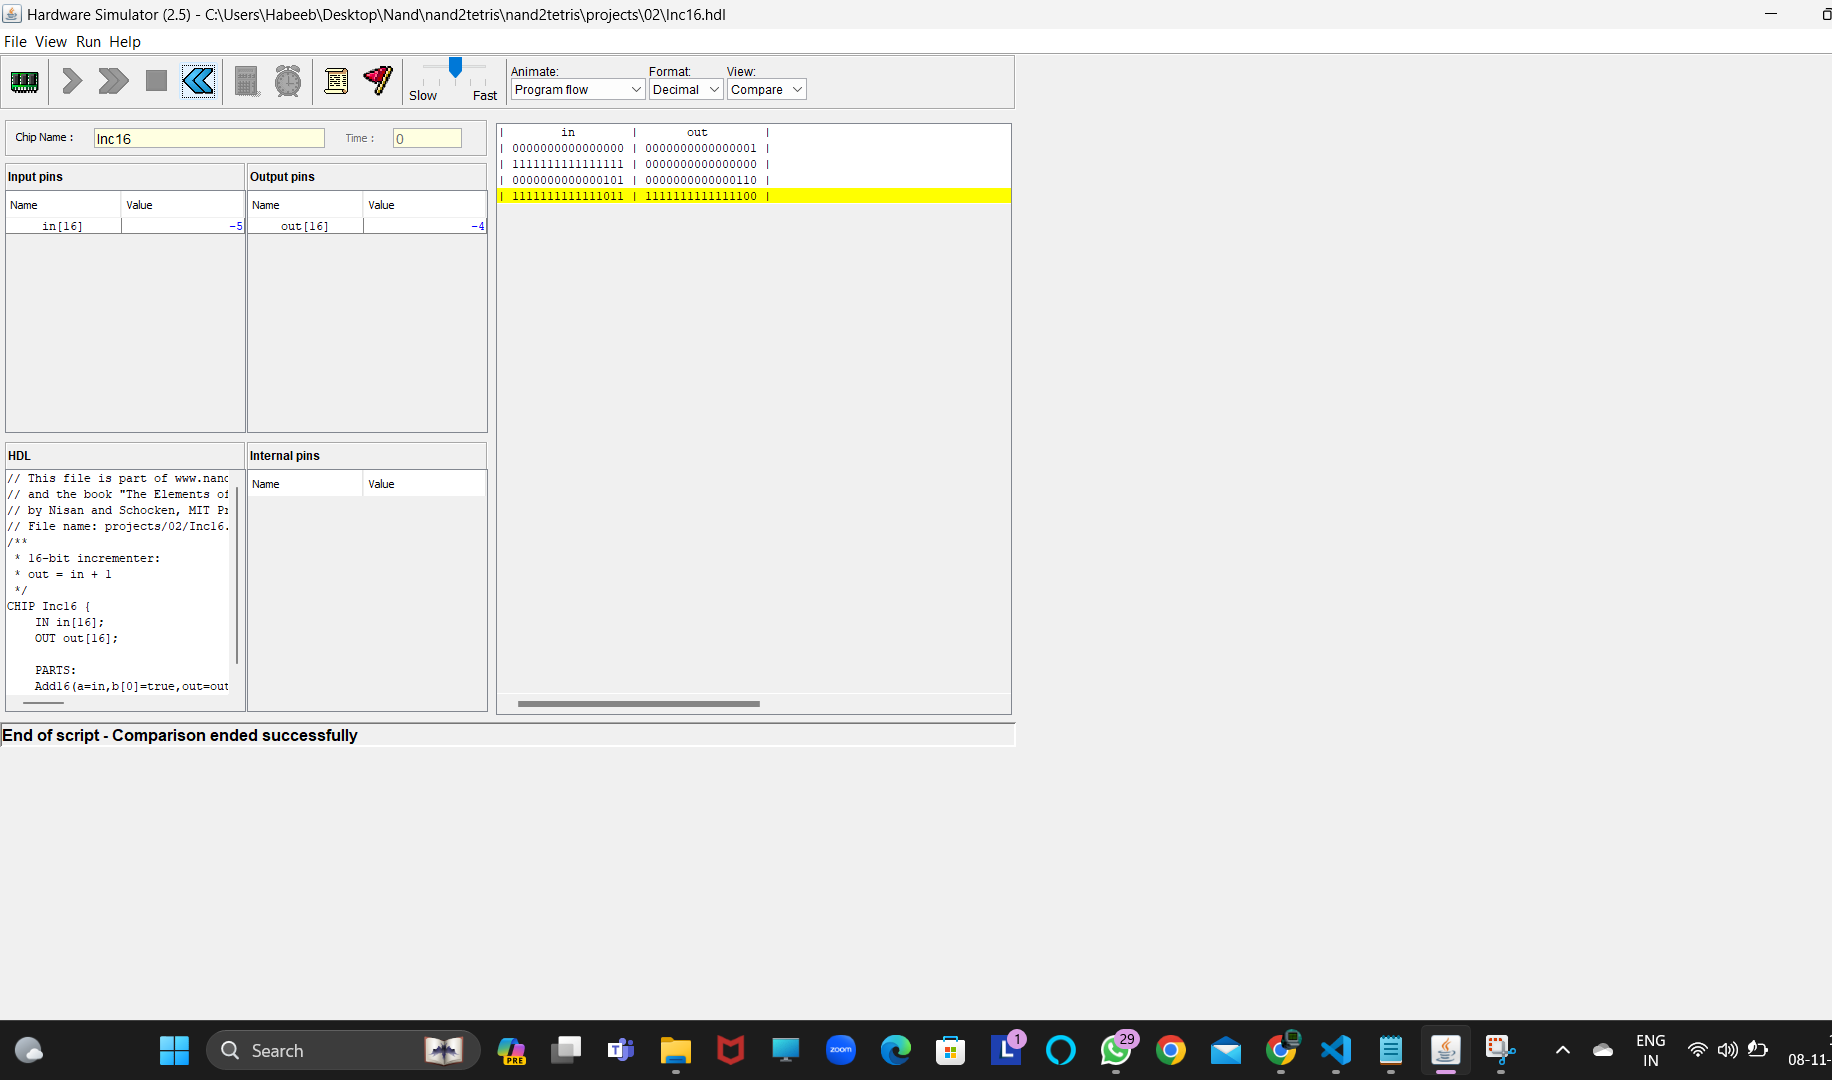 Hardware Simulator (2.5) - C:\Users\Habeeb\Desktop\Nand\nand2tetris\nand2tetris\projects\02\Inc16.hdl
File View Run Help
Slow Fast
Animate: Format: View:
Program flow Decimal Compare
Chip Name : Inc16 Time : 0
Input pins Output pins
Name Value Name Value
in[16] -5 out[16] -4
| in | out |
| 0000000000000000 | 0000000000000001 |
| 1111111111111111 | 0000000000000000 |
| 0000000000000101 | 0000000000000110 |
| 1111111111111011 | 1111111111111100 |
HDL
// This file is part of www.nand
// and the book "The Elements of
// by Nisan and Schocken, MIT Pr
// File name: projects/02/Inc16.
/**
* 16-bit incrementer:
* out = in + 1
*/
CHIP Inc16 {
IN in[16];
OUT out[16];
PARTS:
Add16(a=in,b[0]=true,out=out
Internal pins
Name Value
End of script - Comparison ended successfully
Search
PRE
zoom
L 1
29
ENG
IN
08-11-